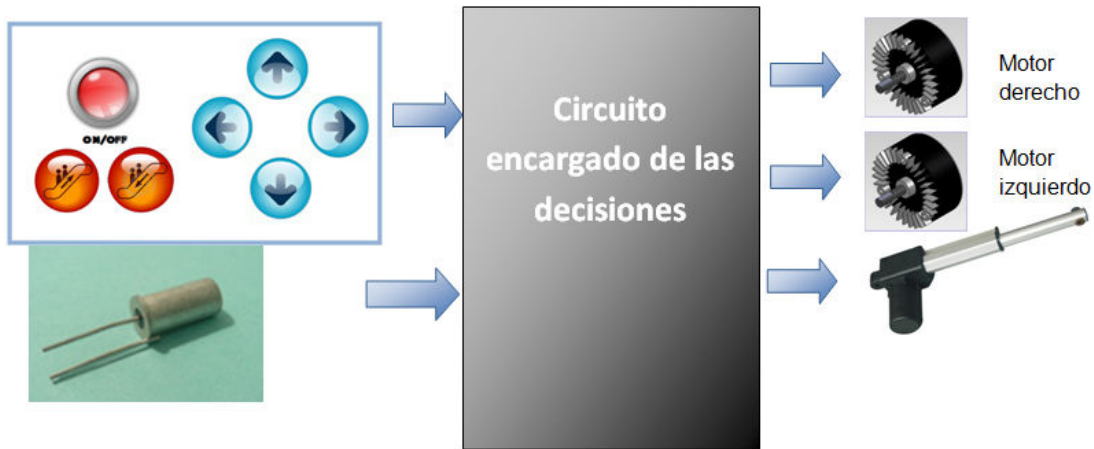 ON/OFF
Circuito
encargado de las
decisiones
Motor
derecho
Motor
izquierdo